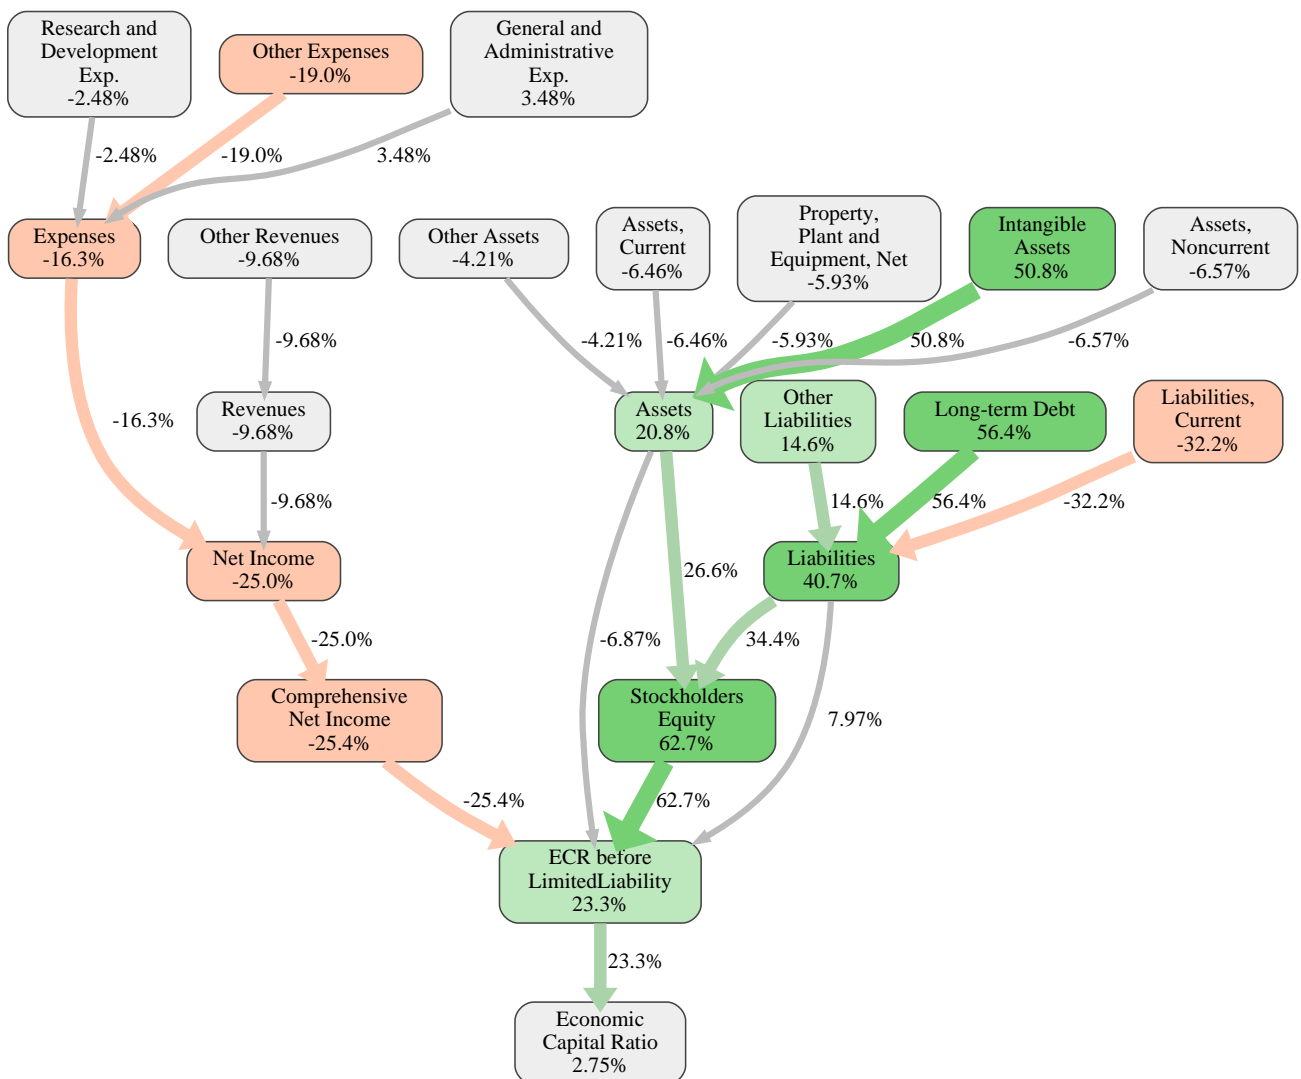 Research and
Development
Exp.
-2.48%
Other Expenses
-19.0%
General and
Administrative
Exp.
3.48%
-2.48%
-19.0%
3.48%
Expenses
-16.3%
Other Revenues
-9.68%
Other Assets
-4.21%
Assets,
Current
-6.46%
Property,
Plant and
Equipment, Net
-5.93%
Intangible
Assets
50.8%
Assets,
Noncurrent
-6.57%
-9.68%
-4.21%
-6.46%
-5.93%
50.8%
-6.57%
-16.3%
Revenues
-9.68%
Assets
20.8%
Other
Liabilities
14.6%
Long-term Debt
56.4%
Liabilities,
Current
-32.2%
-9.68%
14.6%
56.4%
-32.2%
Net Income
-25.0%
26.6%
Liabilities
40.7%
-25.0%
-6.87%
34.4%
7.97%
Comprehensive
Net Income
-25.4%
Stockholders
Equity
62.7%
-25.4%
62.7%
ECR before
LimitedLiability
23.3%
23.3%
Economic
Capital Ratio
2.75%